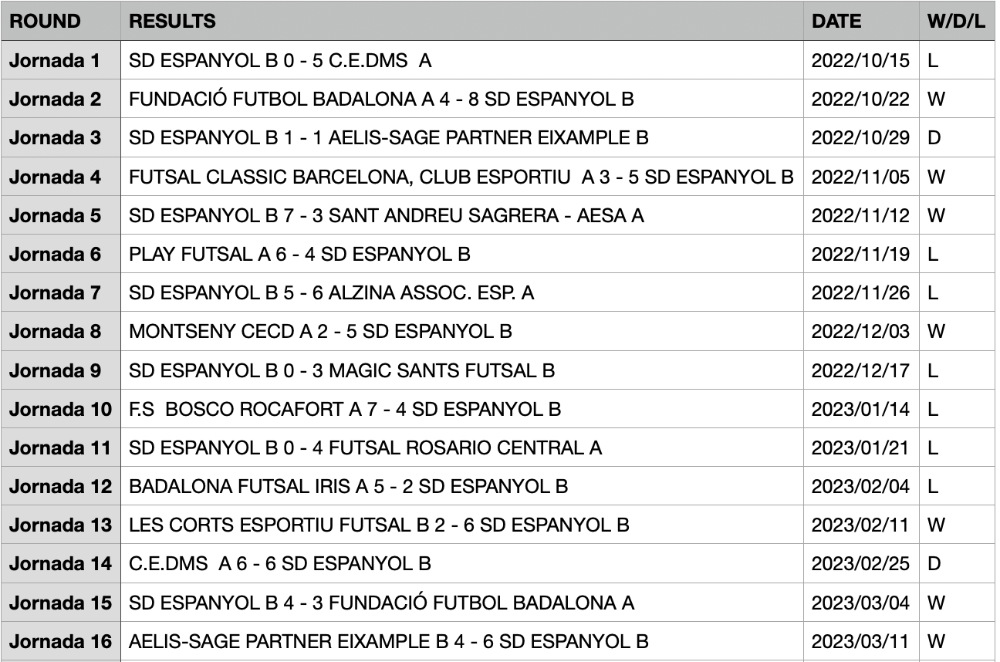 ROUND RESULTS DATE W/D/L
Jornada 1 SD ESPANYOL B 0 - 5 C.E.DMS  A 2022/10/15 L
Jornada 2 FUNDACIÓ FUTBOL BADALONA A 4 - 8 SD ESPANYOL B 2022/10/22 W
Jornada 3 SD ESPANYOL B 1 - 1 AELIS-SAGE PARTNER EIXAMPLE B 2022/10/29 D
Jornada 4 FUTSAL CLASSIC BARCELONA, CLUB ESPORTIU  A 3 - 5 SD ESPANYOL B 2022/11/05 W
Jornada 5 SD ESPANYOL B 7 - 3 SANT ANDREU SAGRERA - AESA A 2022/11/12 W
Jornada 6 PLAY FUTSAL A 6 - 4 SD ESPANYOL B 2022/11/19 L
Jornada 7 SD ESPANYOL B 5 - 6 ALZINA ASSOC. ESP. A 2022/11/26 L
Jornada 8 MONTSENY CECD A 2 - 5 SD ESPANYOL B 2022/12/03 W
Jornada 9 SD ESPANYOL B 0 - 3 MAGIC SANTS FUTSAL B 2022/12/17 L
Jornada 10 F.S  BOSCO ROCAFORT A 7 - 4 SD ESPANYOL B 2023/01/14 L
Jornada 11 SD ESPANYOL B 0 - 4 FUTSAL ROSARIO CENTRAL A 2023/01/21 L
Jornada 12 BADALONA FUTSAL IRIS A 5 - 2 SD ESPANYOL B 2023/02/04 L
Jornada 13 LES CORTS ESPORTIU FUTSAL B 2 - 6 SD ESPANYOL B 2023/02/11 W
Jornada 14 C.E.DMS  A 6 - 6 SD ESPANYOL B 2023/02/25 D
Jornada 15 SD ESPANYOL B 4 - 3 FUNDACIÓ FUTBOL BADALONA A 2023/03/04 W
Jornada 16 AELIS-SAGE PARTNER EIXAMPLE B 4 - 6 SD ESPANYOL B 2023/03/11 W